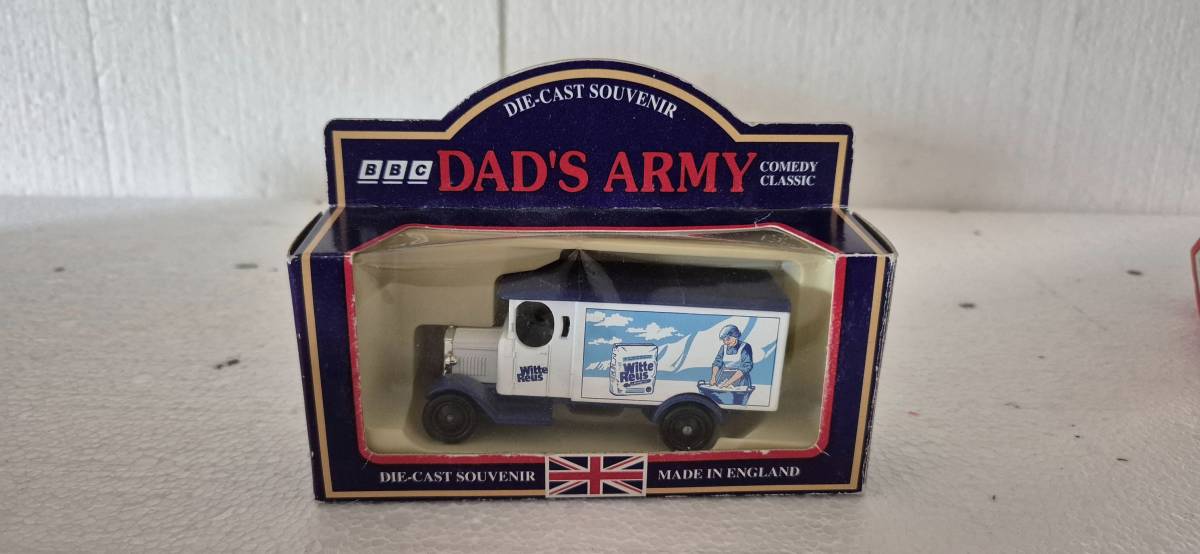 DIE-CAST SOUVENIR
BBC DAD'S ARMY COMEDY CLASSIC
Witte Reus
Witte Reus
DIE-CAST SOUVENIR MADE IN ENGLAND